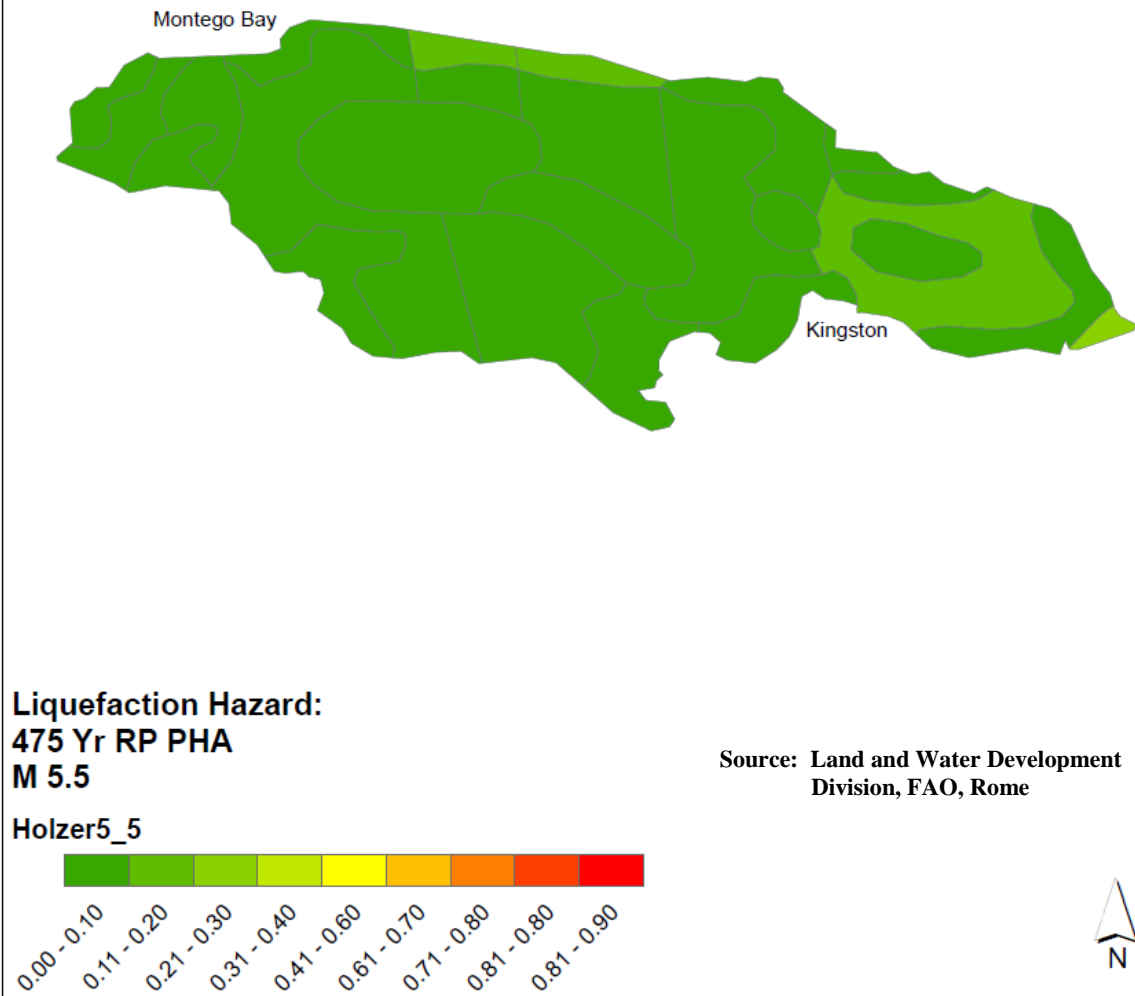 Montego Bay
Kingston
Liquefaction Hazard:
475 Yr RP PHA
M 5.5
Source: Land and Water Development
Division, FAO, Rome
Holzer5_5
0.00 - 0.10
0.11 - 0.20
0.21 - 0.30
0.31 - 0.40
0.41 - 0.60
0.61 - 0.70
0.71 - 0.80
0.81 - 0.80
0.81 - 0.90
N